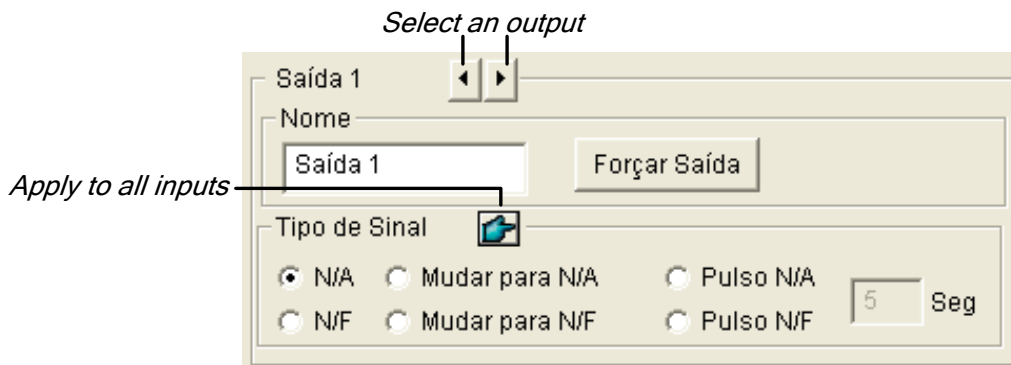 Select an output
Saída 1
Nome
Saída 1
Forçar Saída
Apply to all inputs
Tipo de Sinal
N/A Mudar para N/A Pulso N/A
5 Seg
N/F Mudar para N/F Pulso N/F